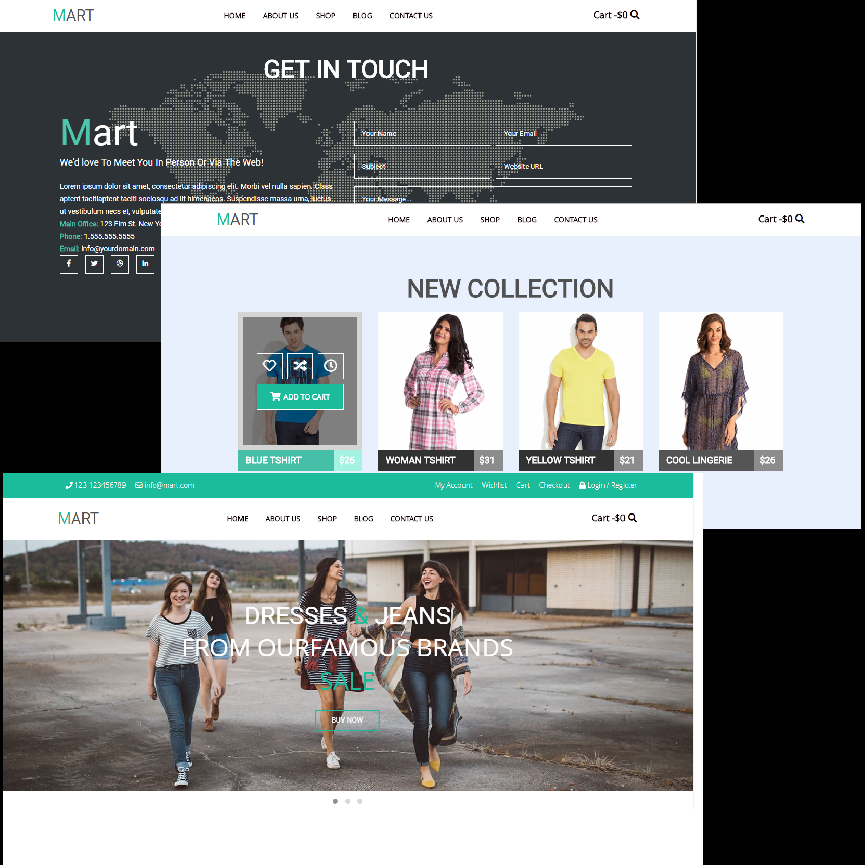 MART
HOME ABOUT US SHOP BLOG CONTACT US
Cart -$0
GET IN TOUCH
Mart
We'd love To Meet You In Person Or Via The Web!
Lorem ipsum dolor sit amet, consectetur adipiscing elit. Morbi vel nulla sapien. Class
aptent tacitiaptent taciti sociosqu ad lit himenaeos. Suspendisse massa urna, luctus
ut vestibulum necs et, vulputate
Main Office: 123 Elm St. New Yo
Phone: 1.555.555.5555
Email: info@yourdomain.com
Your Name
Your Email
Subject
Website URL
Your Message...
MART
HOME ABOUT US SHOP BLOG CONTACT US
Cart -$0
NEW COLLECTION
ADD TO CART
BLUE TSHIRT $26
WOMAN TSHIRT $31
YELLOW TSHIRT $21
COOL LINGERIE $26
123 123456789 info@mart.com
My Account Wishlist Cart Checkout Login / Register
MART
HOME ABOUT US SHOP BLOG CONTACT US
Cart -$0
DRESSES & JEANS
FROM OURFAMOUS BRANDS
SALE
BUY NOW